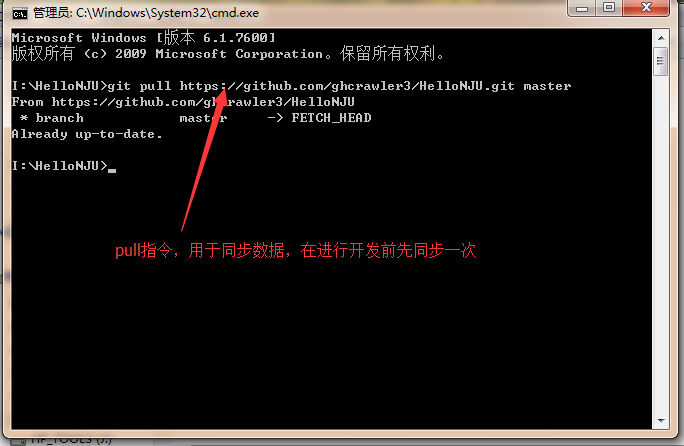 管理员: C:\Windows\System32\cmd.exe
Microsoft Windows [版本 6.1.7600]
版权所有 (c) 2009 Microsoft Corporation。保留所有权利。
I:\HelloNJU>git pull https://github.com/ghcrawler3/HelloNJU.git master
From https://github.com/ghcrawler3/HelloNJU
 * branch            master     -> FETCH_HEAD
Already up-to-date.
I:\HelloNJU>
pull指令，用于同步数据，在进行开发前先同步一次
HP_TOOLS (J:)